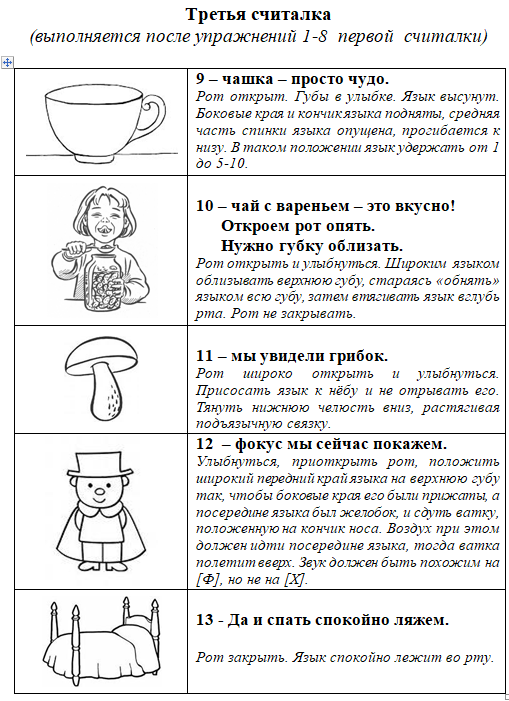 Третья считалка
(выполняется после упражнений 1-8 первой считалки)
9 – чашка – просто чудо.
Рот открыт. Губы в улыбке. Язык высунут.
Боковые края и кончик языка подняты, средняя
часть спинки языка опущена, прогибается к
низу. В таком положении язык удержать от 1
до 5-10.
10 – чай с вареньем – это вкусно!
Откроем рот опять.
Нужно губку облизать.
Рот открыть и улыбнуться. Широким языком
облизывать верхнюю губу, стараясь «обнять»
языком всю губу, затем втягивать язык вглубь
рта. Рот не закрывать.
11 – мы увидели грибок.
Рот широко открыть и улыбнуться.
Присосать язык к нёбу и не отрывать его.
Тянуть нижнюю челюсть вниз, растягивая
подъязычную связку.
12 – фокус мы сейчас покажем.
Улыбнуться, приоткрыть рот, положить
широкий передний край языка на верхнюю губу
так, чтобы боковые края его были прижаты, а
посередине языка был желобок, и сдуть ватку,
положенную на кончик носа. Воздух при этом
должен идти посередине языка, тогда ватка
полетит вверх. Звук должен быть похожим на
[Ф], но не на [Х].
13 - Да и спать спокойно ляжем.
Рот закрыт. Язык спокойно лежит во рту.